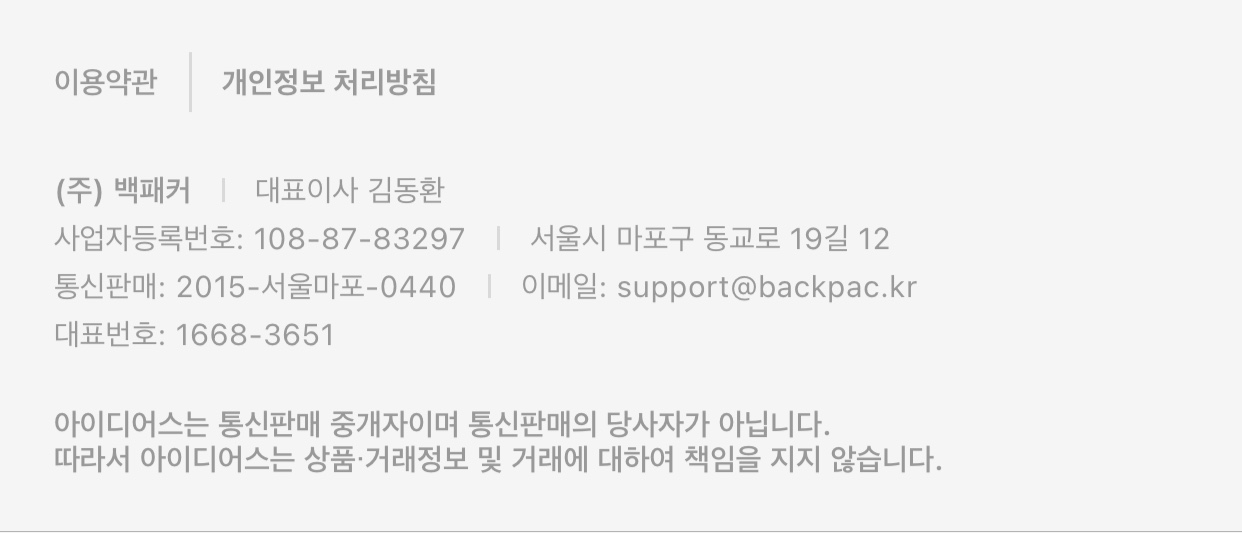 이용약관 | 개인정보 처리방침
(주) 백패커 | 대표이사 김동환
사업자등록번호: 108-87-83297 | 서울시 마포구 동교로 19길 12
통신판매: 2015-서울마포-0440 | 이메일: support@backpac.kr
대표번호: 1668-3651
아이디어스는 통신판매 중개자이며 통신판매의 당사자가 아닙니다.
따라서 아이디어스는 상품·거래정보 및 거래에 대하여 책임을 지지 않습니다.